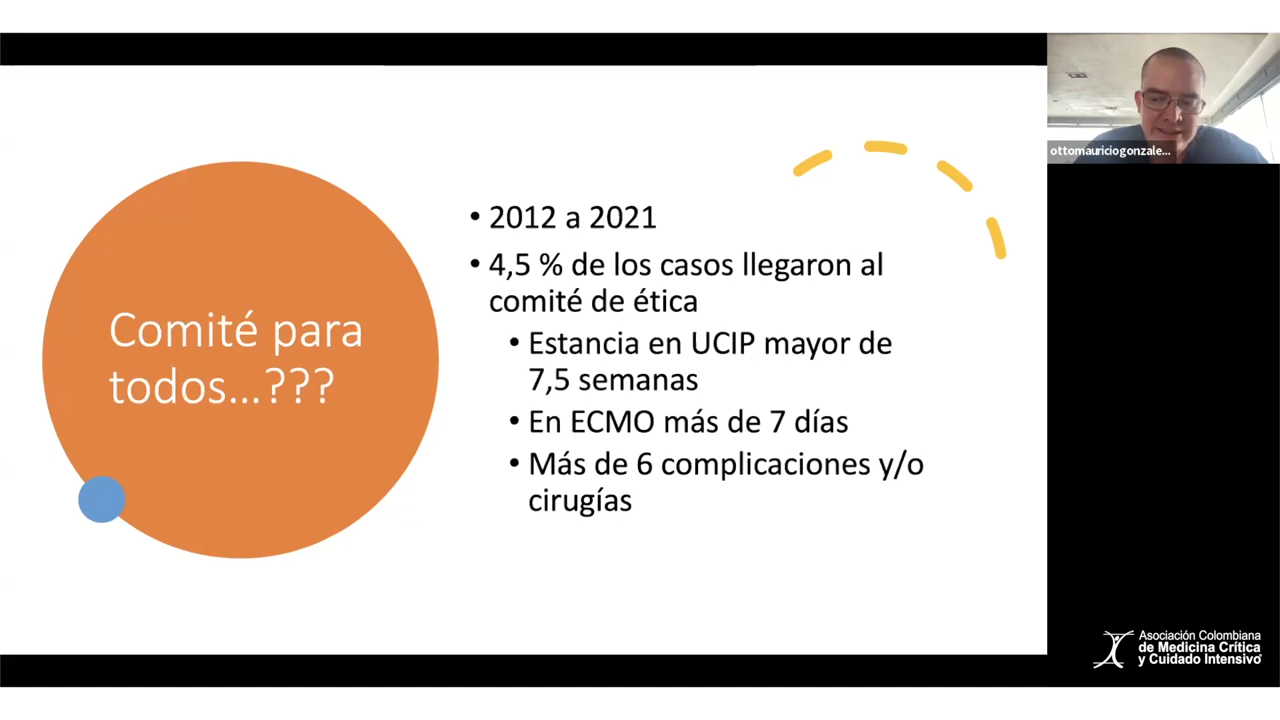 Comité para
todos...???
• 2012 a 2021
• 4,5 % de los casos llegaron al
comité de ética
• Estancia en UCIP mayor de
7,5 semanas
• En ECMO más de 7 días
• Más de 6 complicaciones y/o
cirugías
ottomauriciogonzale...
Asociación Colombiana
de Medicina Crítica
y Cuidado Intensivo